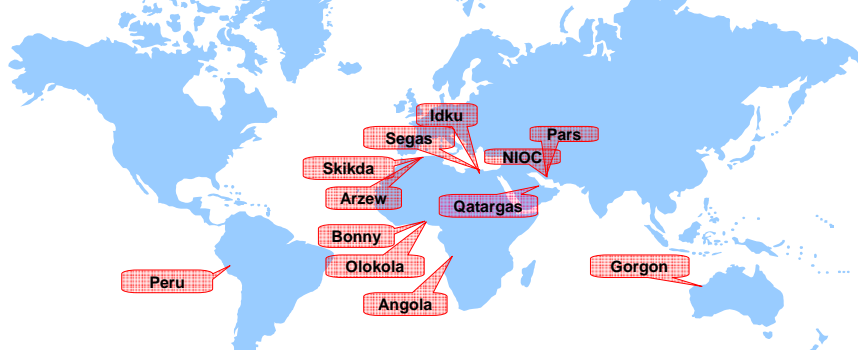 Idku
Pars
Segas
NIOC
Skikda
Arzew
Qatargas
Bonny
Olokola
Gorgon
Peru
Angola